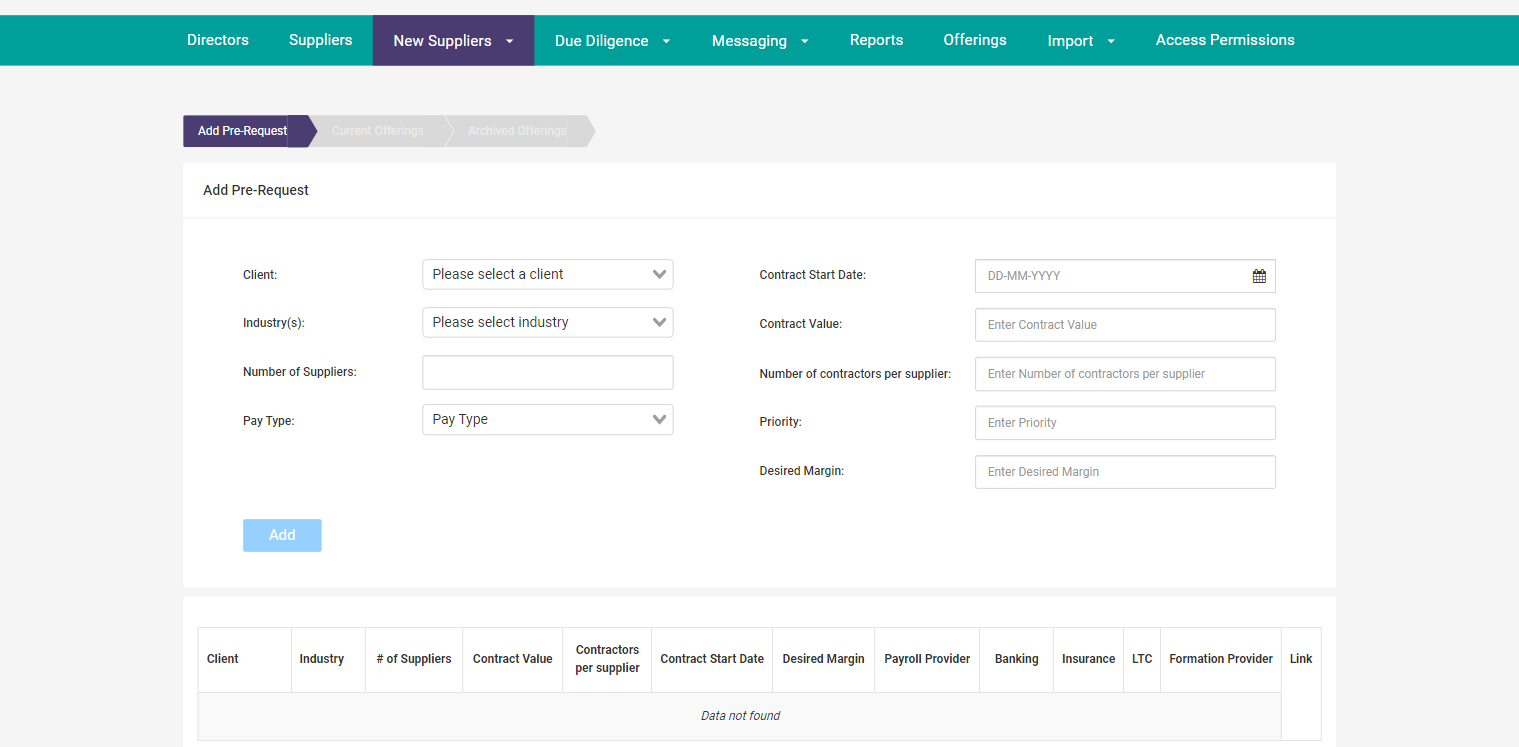 Directors Suppliers New Suppliers Due Diligence Messaging Reports Offerings Import Access Permissions
Add Pre-Request Current Offerings Archived Offerings
Add Pre-Request
Client: Please select a client Contract Start Date: DD-MM-YYYY
Industry(s): Please select industry Contract Value: Enter Contract Value
Number of Suppliers: Number of contractors per supplier: Enter Number of contractors per supplier
Pay Type: Pay Type Priority: Enter Priority
Desired Margin: Enter Desired Margin
Add
Client Industry # of Suppliers Contract Value Contractors per supplier Contract Start Date Desired Margin Payroll Provider Banking Insurance LTC Formation Provider Link
Data not found